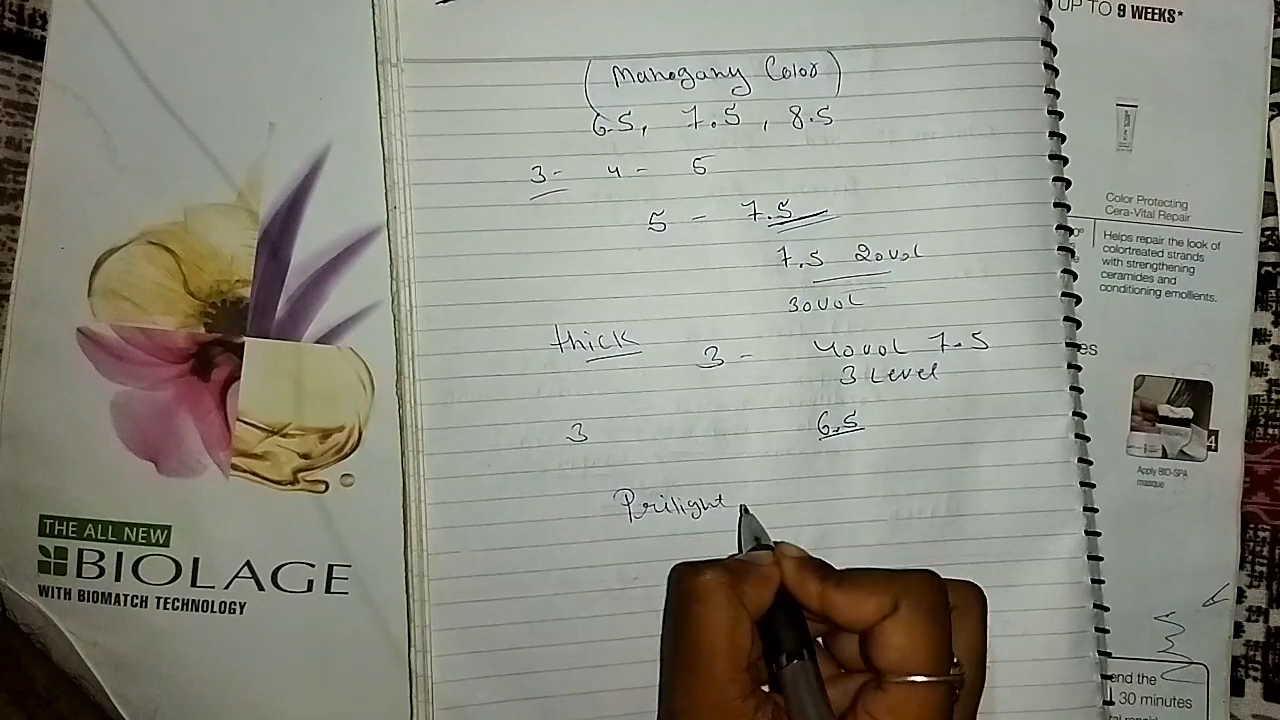 (Mahogany Color)
6.5, 7.5, 8.5
3- 4- 5
5 - 7.5
7.5 20vol
30vol
thick 3- 40vol 7.5
3 Level
3 6.5
Prilight
THE ALL NEW
BIOLAGE
WITH BIOMATCH TECHNOLOGY
UP TO 9 WEEKS*
Color Protecting
Cera-Vital Repair
Helps repair the look of
colortreated strands
with strengthening
ceramides and
conditioning emollients.
4
Apply BIO-SPA
masque
end the
30 minutes